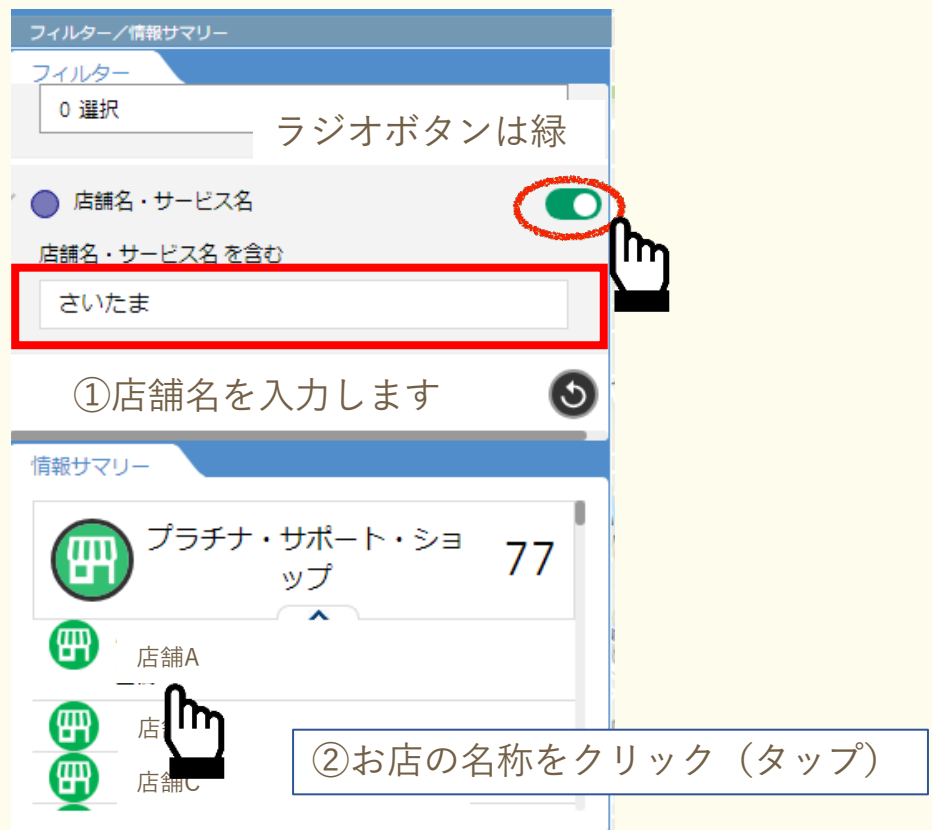 フィルター／情報サマリー
フィルター
0 選択
ラジオボタンは緑
店舗名・サービス名
店舗名・サービス名 を含む
さいたま
①店舗名を入力します
情報サマリー
プラチナ・サポート・ショ
ップ
77
店舗A
店
店舗C
②お店の名称をクリック（タップ）